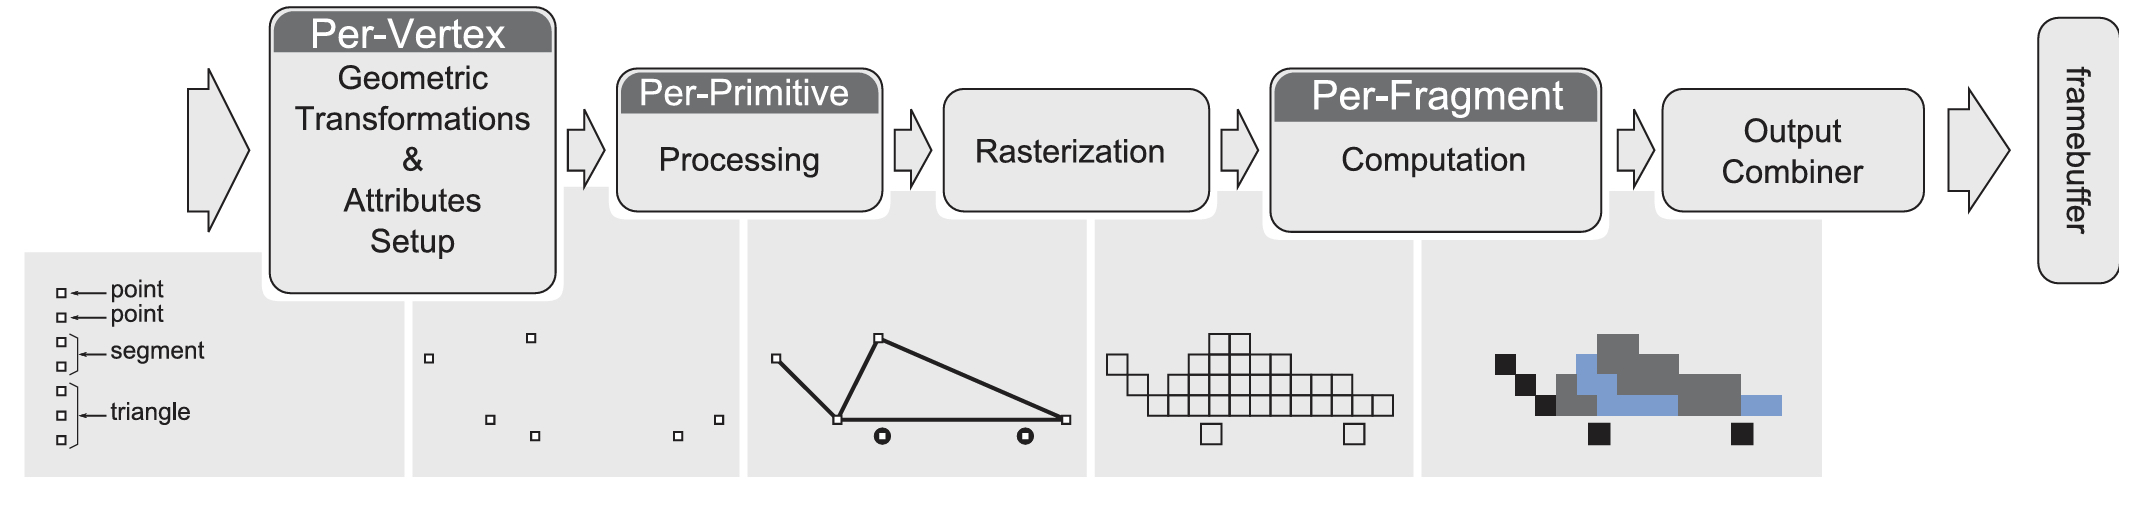 Per-Vertex
Geometric
Transformations
&
Attributes
Setup
Per-Primitive
Processing
Rasterization
Per-Fragment
Computation
Output
Combiner
framebuffer
point
point
segment
triangle